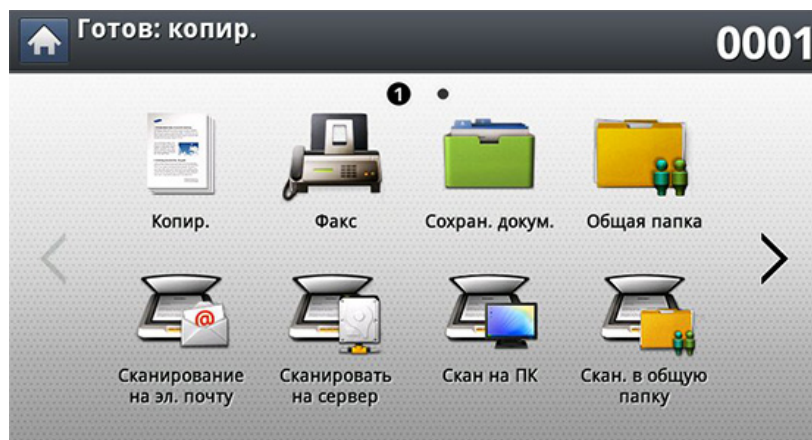 Готов: копир.
0001
1
Копир.
Факс
Сохран. докум.
Общая папка
@
Сканирование
на эл. почту
Сканировать
на сервер
Скан на ПК
Скан. в общую
папку